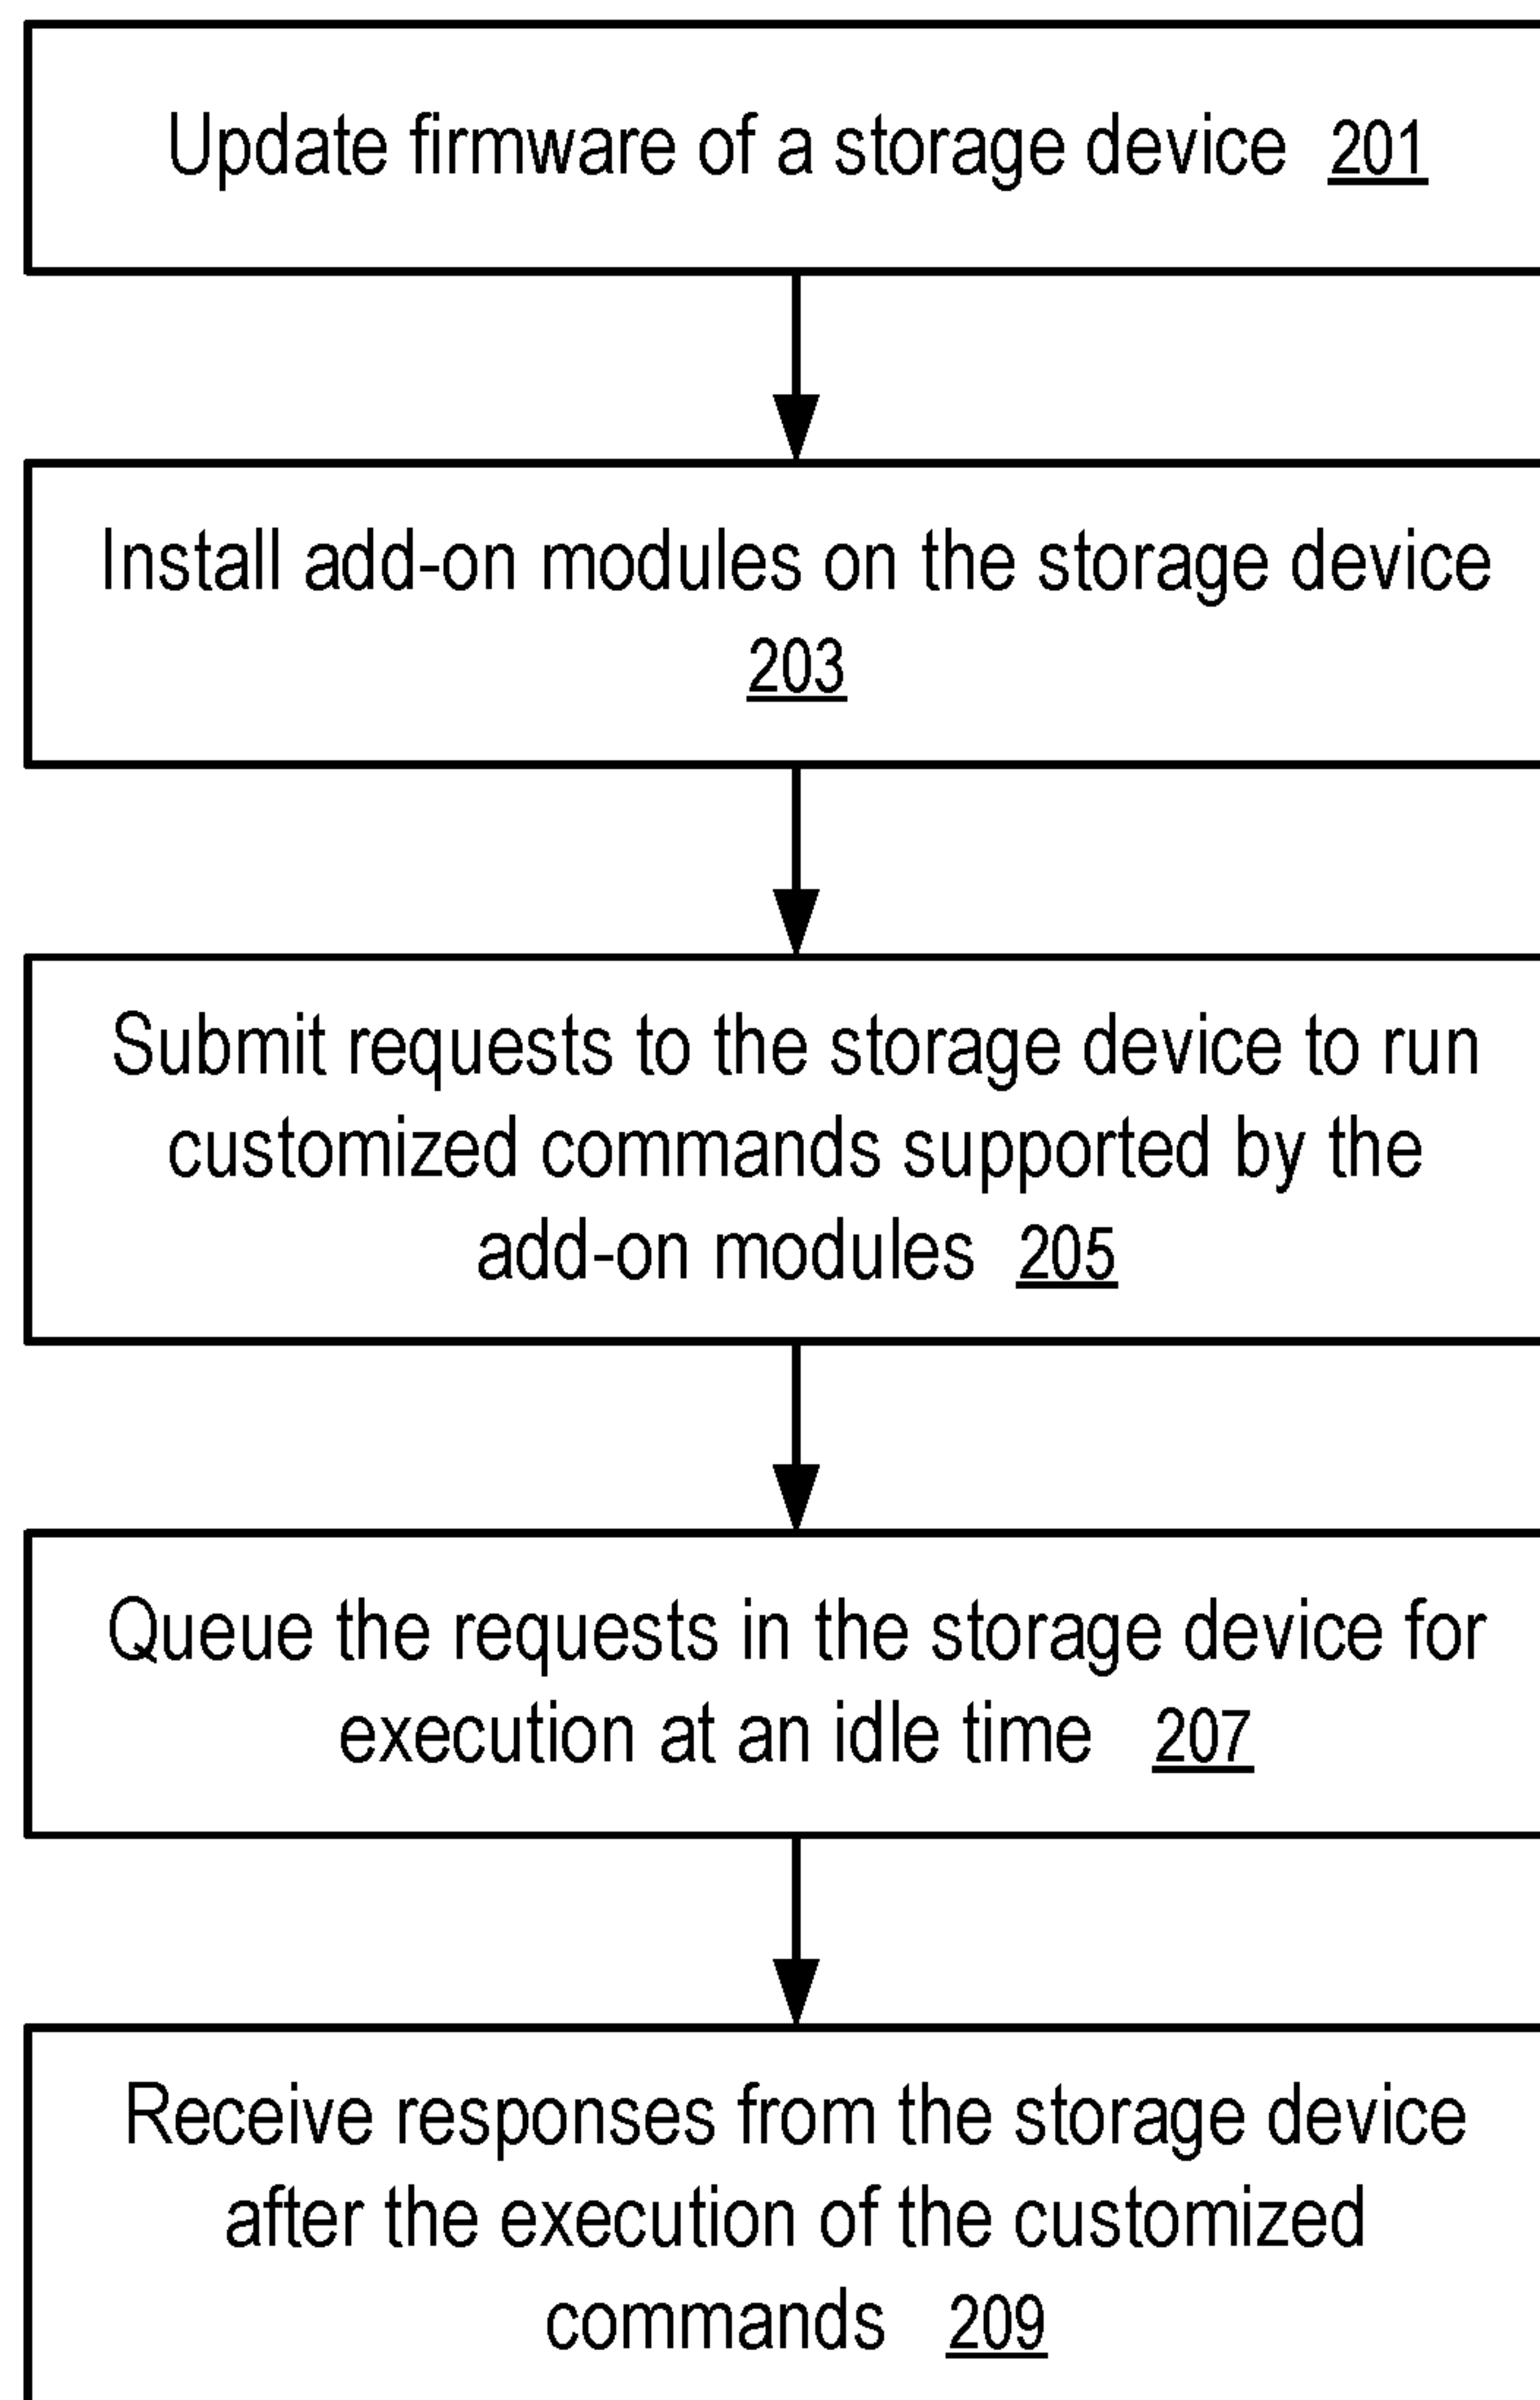 Update firmware of a storage device 201
Install add-on modules on the storage device
203
Submit requests to the storage device to run
customized commands supported by the
add-on modules 205
Queue the requests in the storage device for
execution at an idle time 207
Receive responses from the storage device
after the execution of the customized
commands 209